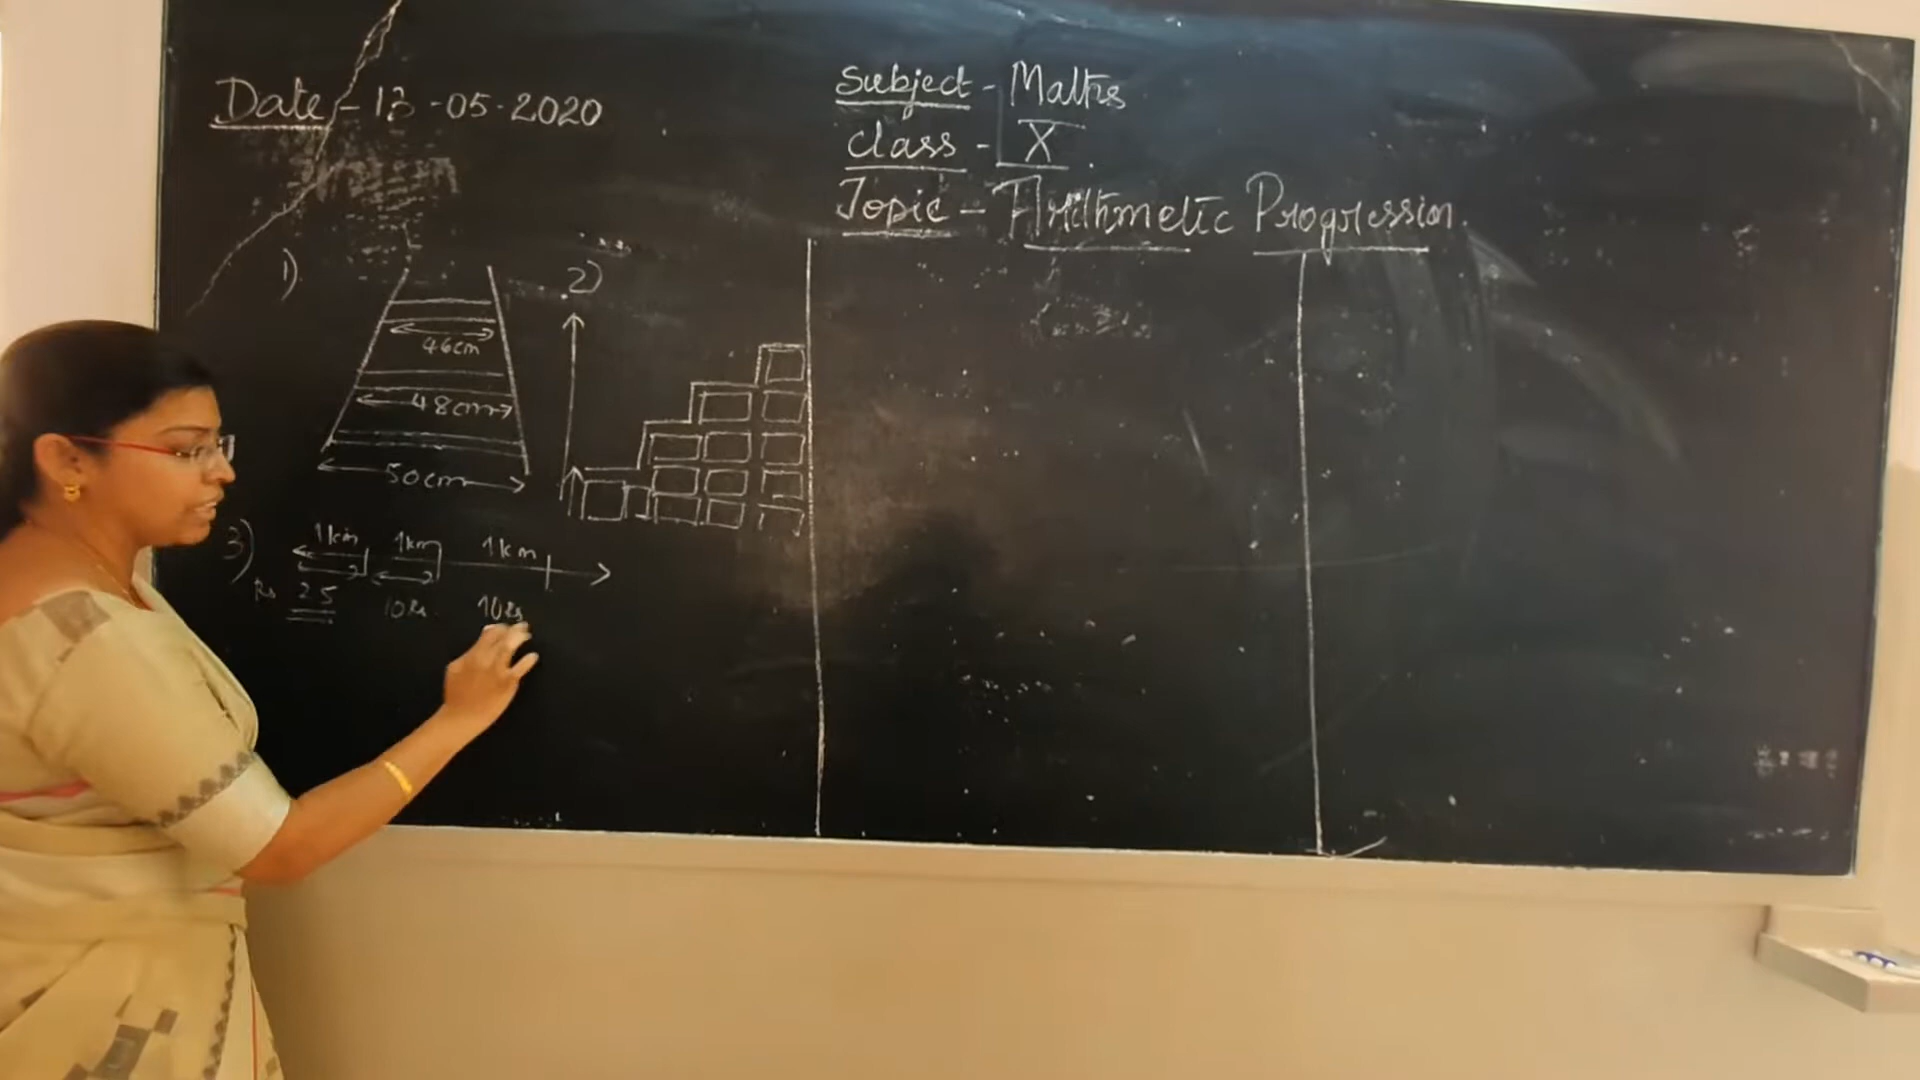 Date - 13-05-2020
Subject - Maths
Class - X
Topic - Arithmetic Progression.
1)
46cm
48cm
50cm
2)
3)
1km 1km 1km
Rs 25 10Rs. 10Rs